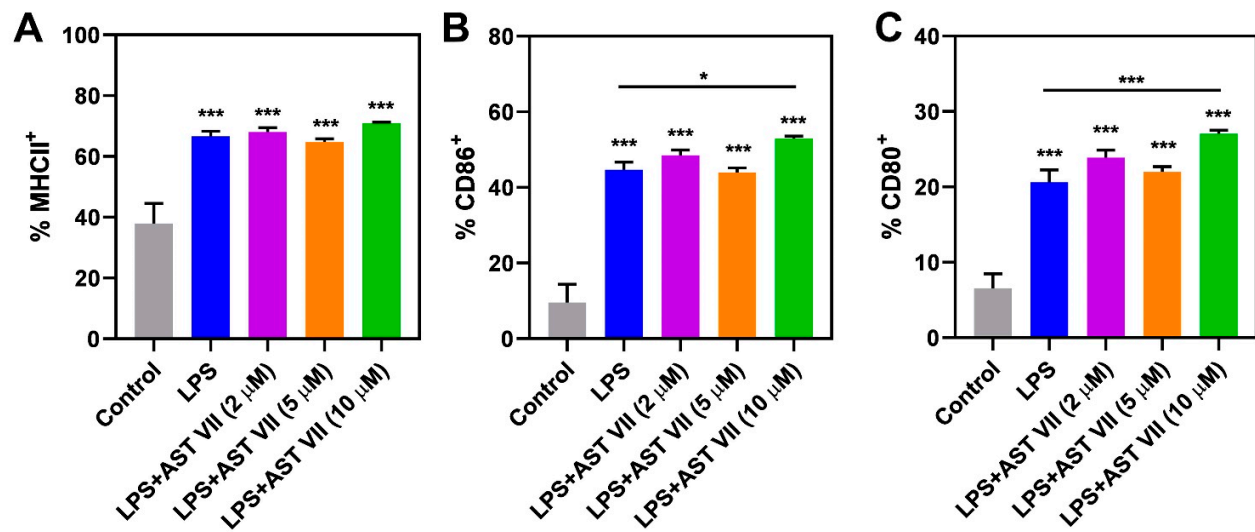 A
% MHCII+
100
80
60
40
20
0
***
***
***
***
Control
LPS
LPS+AST VII (2 μM)
LPS+AST VII (5 μM)
LPS+AST VII (10 μM)
B
% CD86+
80
60
40
20
0
*
***
***
***
***
Control
LPS
LPS+AST VII (2 μM)
LPS+AST VII (5 μM)
LPS+AST VII (10 μM)
C
% CD80+
40
30
20
10
0
***
***
***
***
***
Control
LPS
LPS+AST VII (2 μM)
LPS+AST VII (5 μM)
LPS+AST VII (10 μM)